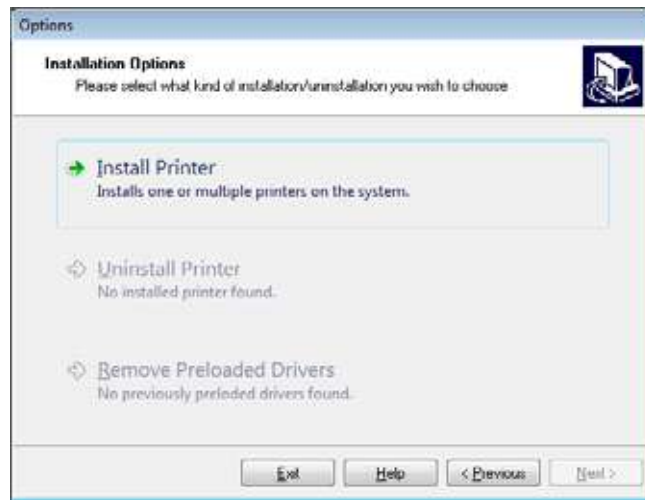 Options
Installation Options
Please select what kind of installation/uninstallation you wish to choose
Install Printer
Installs one or multiple printers on the system.
Uninstall Printer
No installed printer found.
Remove Preloaded Drivers
No previously preloded drivers found.
Exit Help < Previous Next >